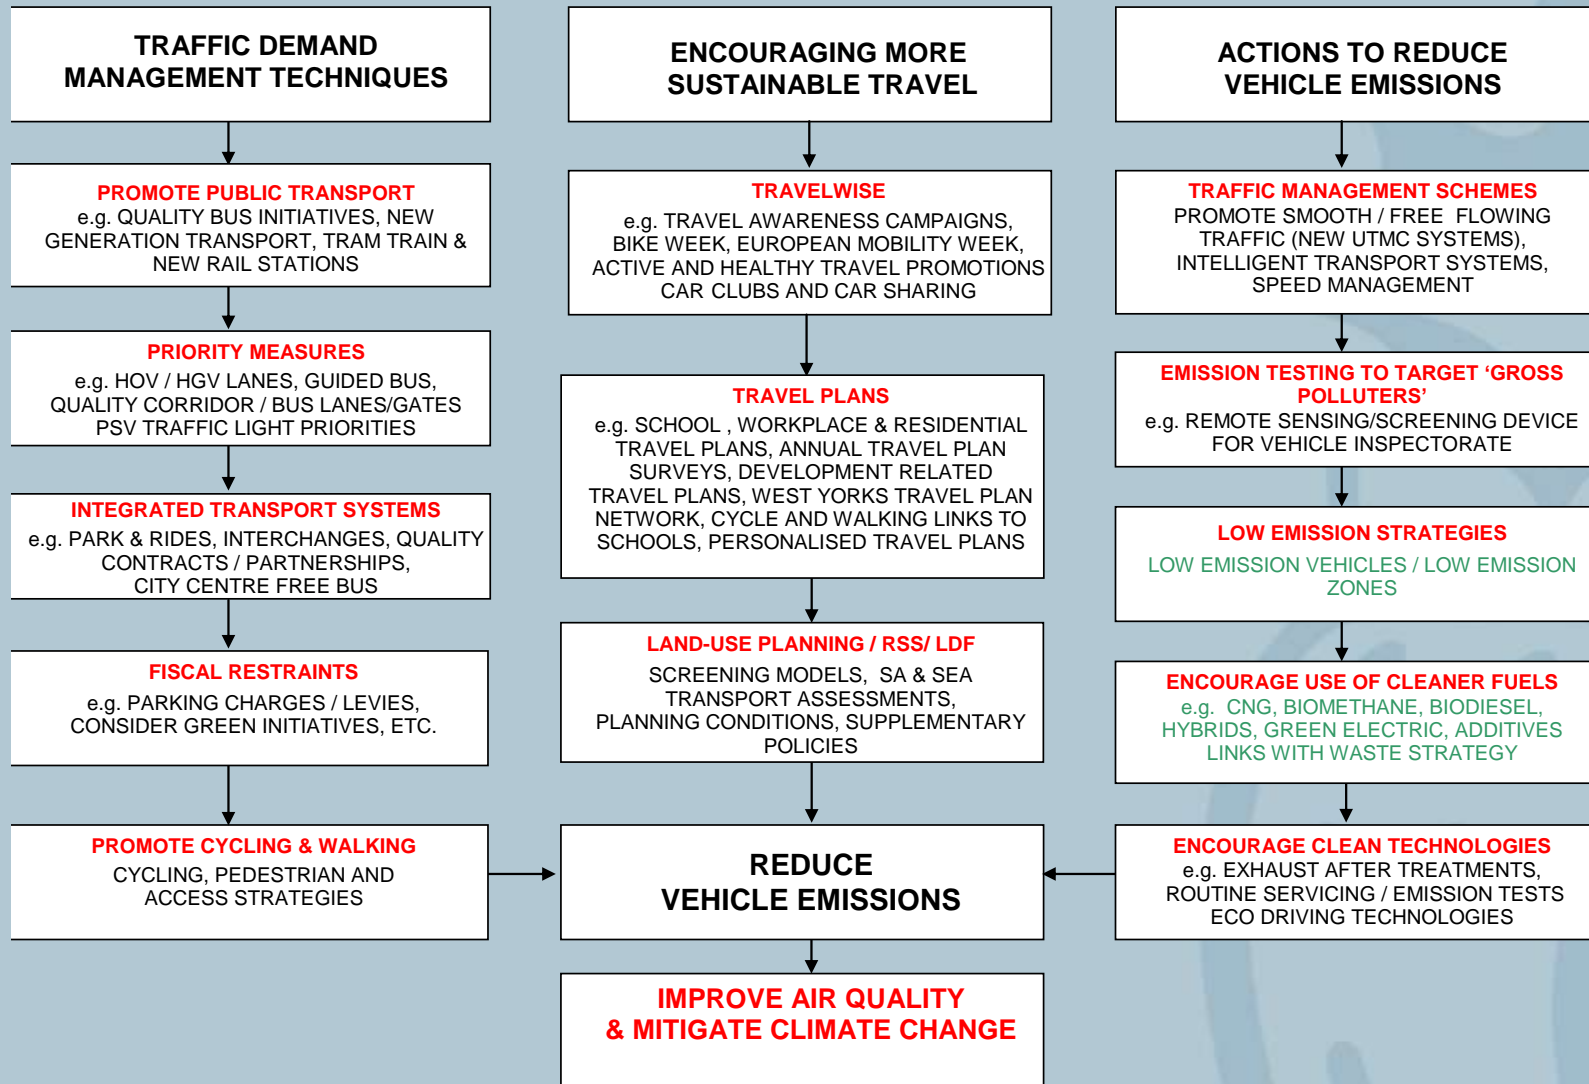 TRAFFIC DEMAND
MANAGEMENT TECHNIQUES
PROMOTE PUBLIC TRANSPORT
e.g. QUALITY BUS INITIATIVES, NEW
GENERATION TRANSPORT, TRAM TRAIN &
NEW RAIL STATIONS
PRIORITY MEASURES
e.g. HOV / HGV LANES, GUIDED BUS,
QUALITY CORRIDOR / BUS LANES/GATES
PSV TRAFFIC LIGHT PRIORITIES
INTEGRATED TRANSPORT SYSTEMS
e.g. PARK & RIDES, INTERCHANGES, QUALITY
CONTRACTS / PARTNERSHIPS,
CITY CENTRE FREE BUS
FISCAL RESTRAINTS
e.g. PARKING CHARGES / LEVIES,
CONSIDER GREEN INITIATIVES, ETC.
PROMOTE CYCLING & WALKING
CYCLING, PEDESTRIAN AND
ACCESS STRATEGIES
ENCOURAGING MORE
SUSTAINABLE TRAVEL
TRAVELWISE
e.g. TRAVEL AWARENESS CAMPAIGNS,
BIKE WEEK, EUROPEAN MOBILITY WEEK,
ACTIVE AND HEALTHY TRAVEL PROMOTIONS
CAR CLUBS AND CAR SHARING
TRAVEL PLANS
e.g. SCHOOL , WORKPLACE & RESIDENTIAL
TRAVEL PLANS, ANNUAL TRAVEL PLAN
SURVEYS, DEVELOPMENT RELATED
TRAVEL PLANS, WEST YORKS TRAVEL PLAN
NETWORK, CYCLE AND WALKING LINKS TO
SCHOOLS, PERSONALISED TRAVEL PLANS
LAND-USE PLANNING / RSS/ LDF
SCREENING MODELS, SA & SEA
TRANSPORT ASSESSMENTS,
PLANNING CONDITIONS, SUPPLEMENTARY
POLICIES
REDUCE
VEHICLE EMISSIONS
IMPROVE AIR QUALITY
& MITIGATE CLIMATE CHANGE
ACTIONS TO REDUCE
VEHICLE EMISSIONS
TRAFFIC MANAGEMENT SCHEMES
PROMOTE SMOOTH / FREE FLOWING
TRAFFIC (NEW UTMC SYSTEMS),
INTELLIGENT TRANSPORT SYSTEMS,
SPEED MANAGEMENT
EMISSION TESTING TO TARGET ‘GROSS
POLLUTERS’
e.g. REMOTE SENSING/SCREENING DEVICE
FOR VEHICLE INSPECTORATE
LOW EMISSION STRATEGIES
LOW EMISSION VEHICLES / LOW EMISSION
ZONES
ENCOURAGE USE OF CLEANER FUELS
e.g. CNG, BIOMETHANE, BIODIESEL,
HYBRIDS, GREEN ELECTRIC, ADDITIVES
LINKS WITH WASTE STRATEGY
ENCOURAGE CLEAN TECHNOLOGIES
e.g. EXHAUST AFTER TREATMENTS,
ROUTINE SERVICING / EMISSION TESTS
ECO DRIVING TECHNOLOGIES